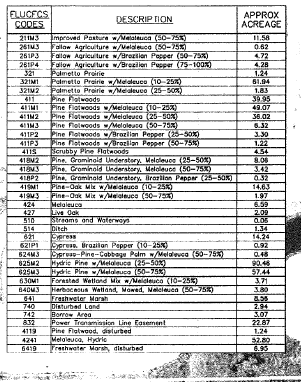 FLUCFCS CODES DESCRIPTION APPROX ACREAGE
211M3 Improved Pasture w/Melaleuca (50-75%) 11.58
261M3 Fallow Agriculture w/Melaleuca (50-75%) 0.62
261P3 Fallow Agriculture w/Brazilian Pepper (50-75%) 4.72
261P4 Fallow Agriculture w/Brazilian Pepper (75-100%) 4.28
321 Palmetto Prairie 1.24
321M1 Palmetto Prairie w/Melaleuca (10-25%) 61.94
321M2 Palmetto Prairie w/Melaleuca (25-50%) 1.83
411 Pine Flatwoods 39.95
411M1 Pine Flatwoods w/Melaleuca (10-25%) 49.07
411M2 Pine Flatwoods w/Melaleuca (25-50%) 36.02
411M3 Pine Flatwoods w/Melaleuca (50-75%) 6.32
411P2 Pine Flatwoods w/Brazilian Pepper (25-50%) 3.30
411P3 Pine Flatwoods w/Brazilian Pepper (50-75%) 1.22
411S Scrubby Pine Flatwoods 4.54
418M2 Pine, Graminoid Understory, Melaleuca (25-50%) 8.06
418M3 Pine, Graminoid Understory, Melaleuca (50-75%) 3.42
418P2 Pine, Graminoid Understory, Brazilian Pepper (25-50%) 0.32
419M1 Pine-Oak Mix w/Melaleuca (10-25%) 14.63
419M3 Pine-Oak Mix w/Melaleuca (50-75%) 1.97
424 Melaleuca 6.59
427 Live Oak 2.09
510 Streams and Waterways 0.06
514 Ditch 1.34
621 Cypress 14.24
621P1 Cypress, Brazilian Pepper (10-25%) 0.92
624M3 Cypress-Pine-Cabbage Palm w/Melaleuca (50-75%) 0.48
625M2 Hydric Pine w/Melaleuca (25-50%) 90.46
625M3 Hydric Pine w/Melaleuca (50-75%) 57.44
630M1 Forested Wetland Mix w/Melaleuca (10-25%) 3.71
640M3 Herbaceous Wetland, Mowed, Melaleuca (50-75%) 3.80
641 Freshwater Marsh 8.56
740 Disturbed Land 2.94
742 Borrow Area 3.07
832 Power Transmission Line Easement 22.87
4119 Pine Flatwood, disturbed 1.24
4241 Melaleuca, Hydric 52.80
6419 Freshwater Marsh, disturbed 6.95